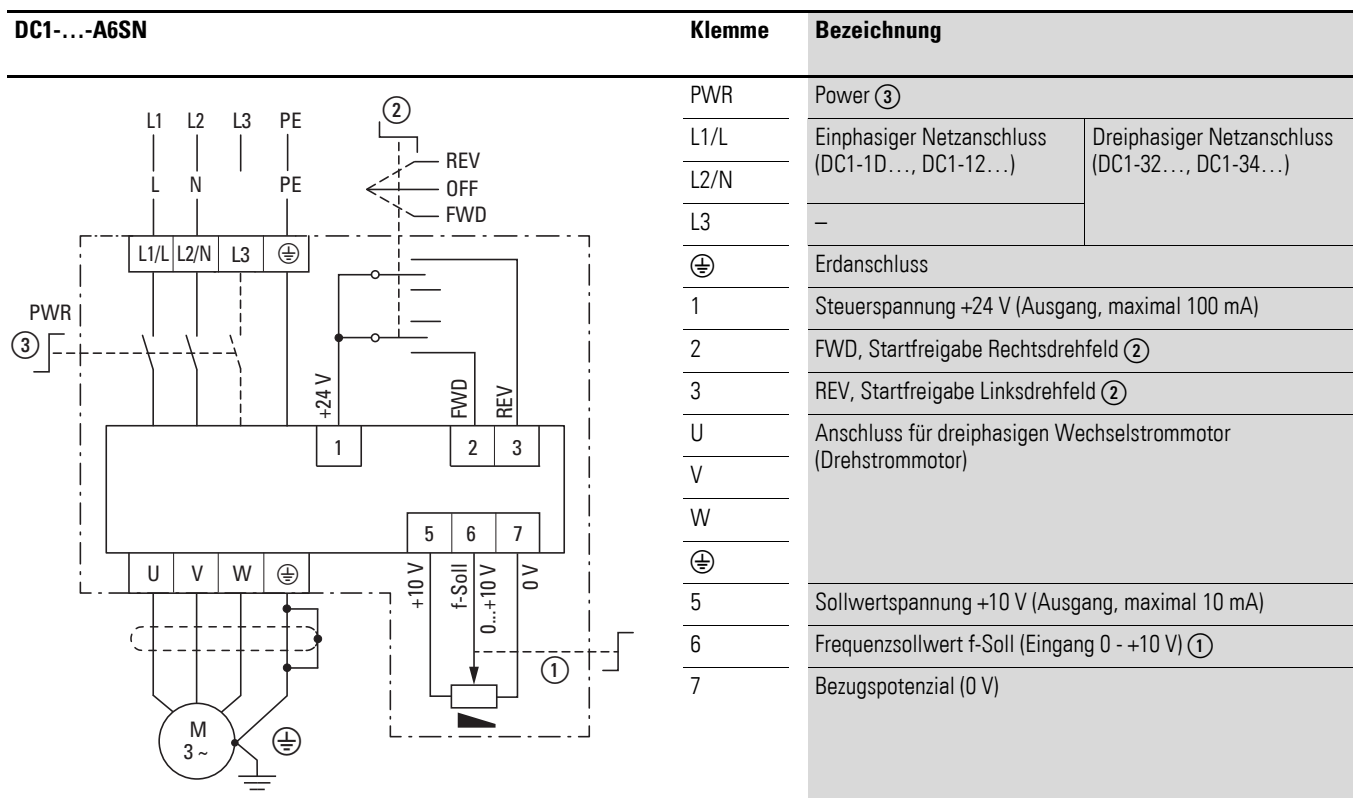 DC1-...-A6SN
Klemme Bezeichnung
L1 L2 L3 PE
L N PE
②
REV
OFF
FWD
L1/L L2/N L3
PWR
③
+24 V
FWD
REV
1 2 3
5 6 7
U V W
+10 V
f-Soll
0...+10 V
0 V
①
M
3 ~
PWR Power ③
L1/L Einphasiger Netzanschluss Dreiphasiger Netzanschluss
(DC1-1D..., DC1-12...) (DC1-32..., DC1-34...)
L2/N
L3 –
Erdanschluss
1 Steuerspannung +24 V (Ausgang, maximal 100 mA)
2 FWD, Startfreigabe Rechtsdrehfeld ②
3 REV, Startfreigabe Linksdrehfeld ②
U Anschluss für dreiphasigen Wechselstrommotor
(Drehstrommotor)
V
W
5 Sollwertspannung +10 V (Ausgang, maximal 10 mA)
6 Frequenzsollwert f-Soll (Eingang 0 - +10 V) ①
7 Bezugspotenzial (0 V)